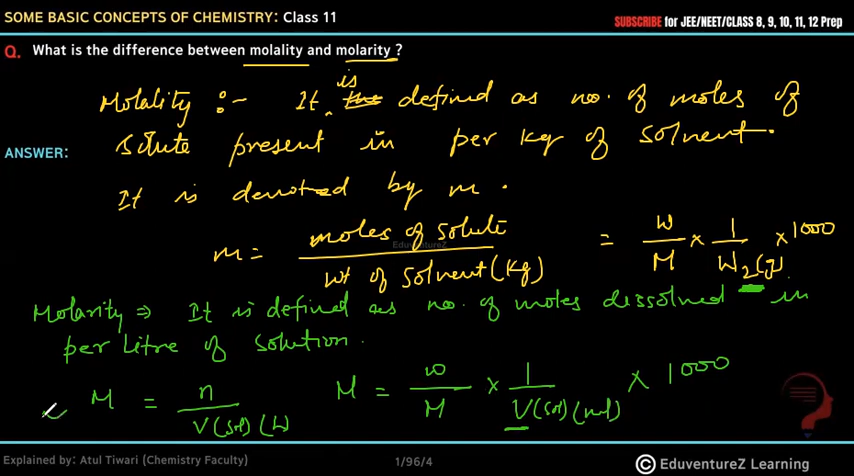 SOME BASIC CONCEPTS OF CHEMISTRY: Class 11
SUBSCRIBE for JEE/NEET/CLASS 8, 9, 10, 11, 12 Prep
Q. What is the difference between molality and molarity ?
ANSWER:
Molality :- It is defined as no. of moles of
solute present in per kg of solvent.
It is denoted by m.
m = moles of solute / wt of solvent (kg) = w/M × 1/W2(g) × 1000
EduventureZ
Molarity ⇒ It is defined as no. of moles dissolved in
per Litre of solution.
M = n / V(sol)(L) M = w/M × 1/V(sol)(ml) × 1000
Explained by: Atul Tiwari (Chemistry Faculty)
1/96/4
© EduventureZ Learning